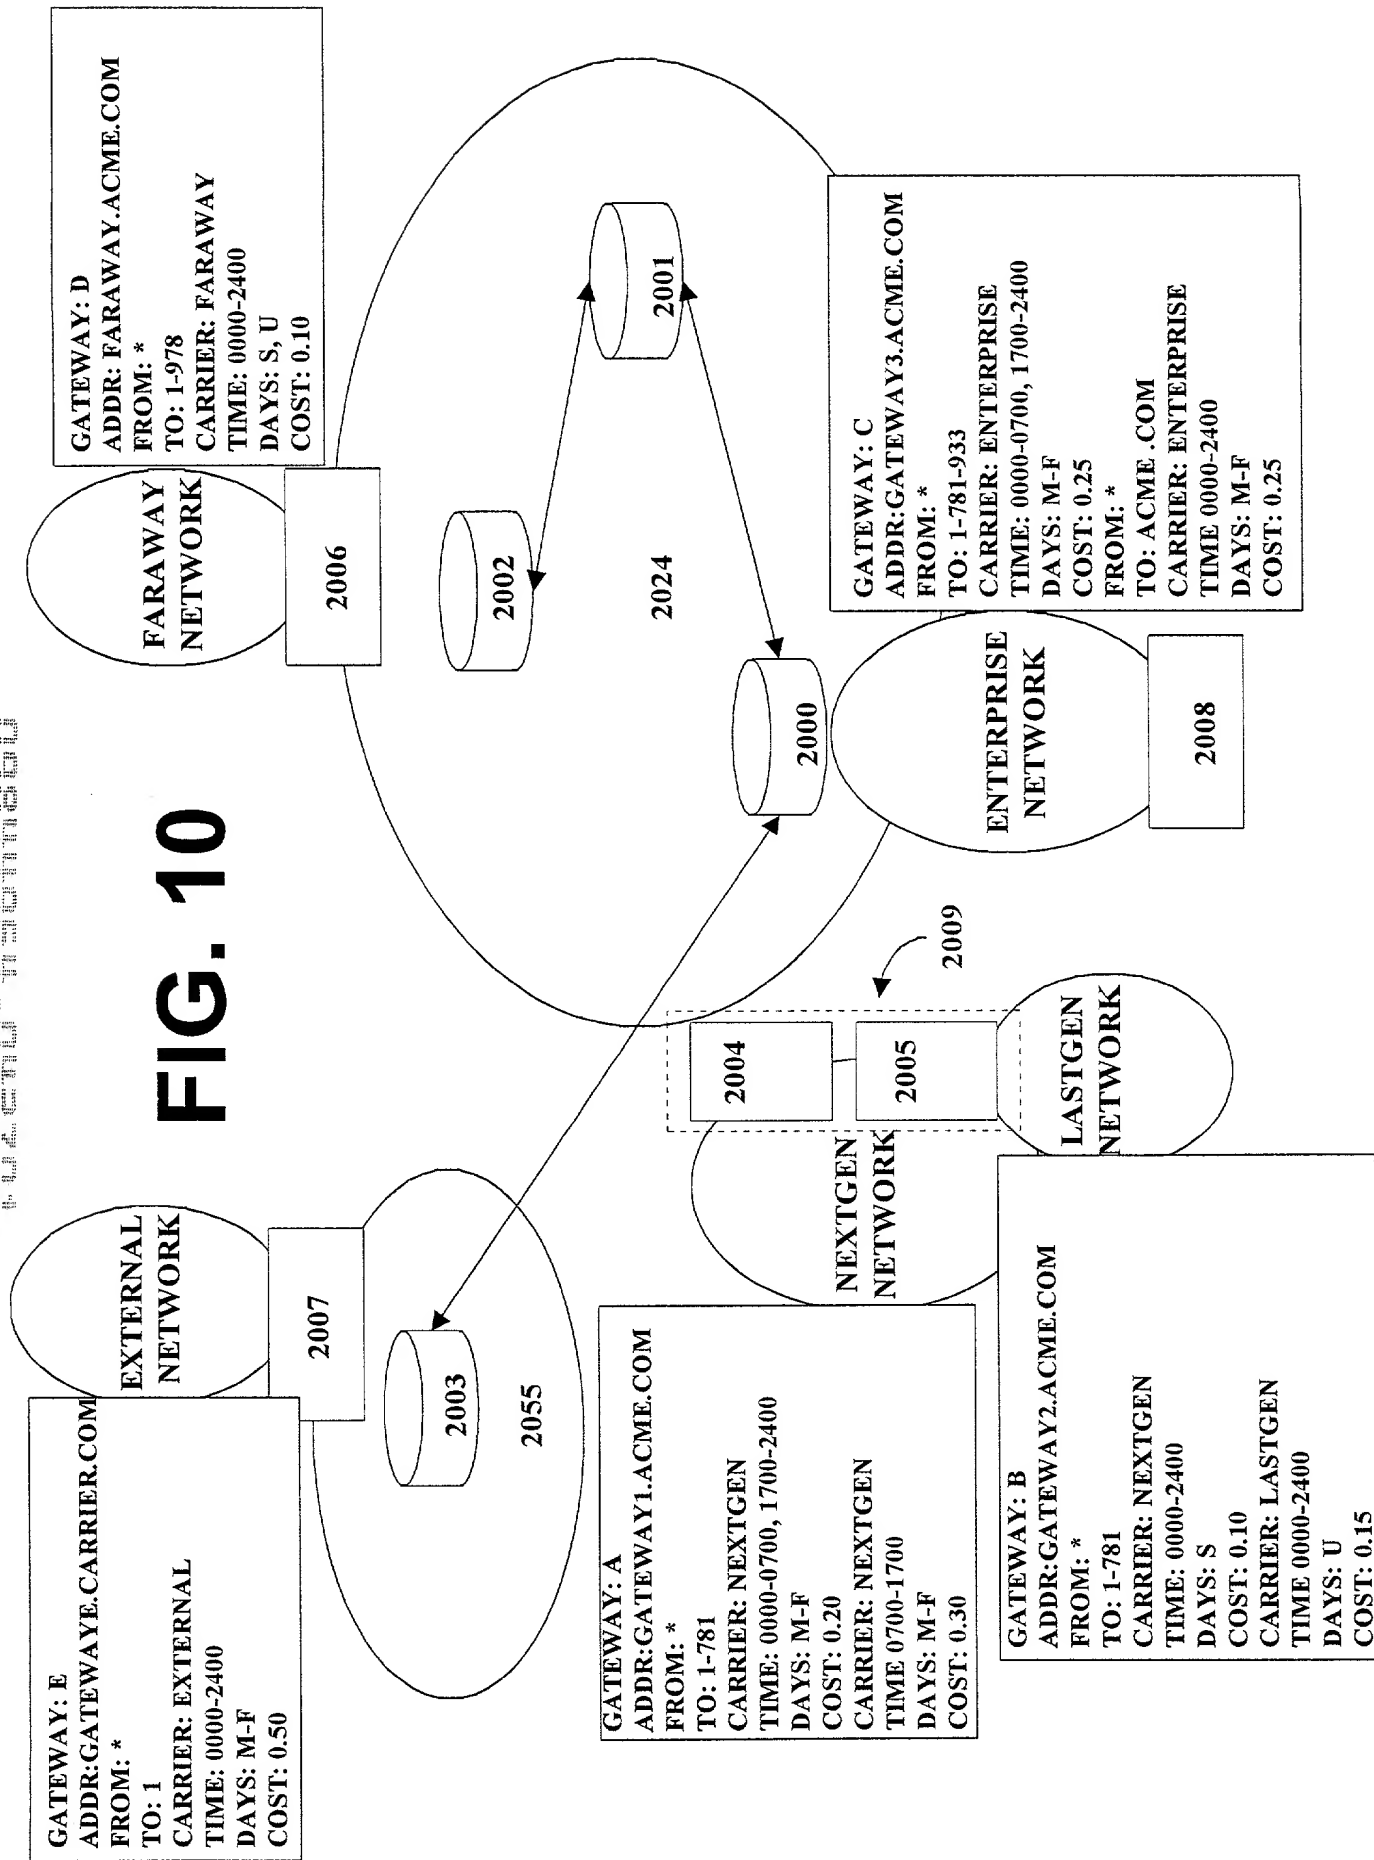 GATEWAY: E
ADDR:GATEWAYE.CARRIER.COM
FROM: *
TO: 1
CARRIER: EXTERNAL
TIME: 0000-2400
DAYS: M-F
COST: 0.50
EXTERNAL
NETWORK
2007
2003
2055
FIG. 10
FARAWAY
NETWORK
2006
GATEWAY: D
ADDR: FARAWAY.ACME.COM
FROM: *
TO: 1-978
CARRIER: FARAWAY
TIME: 0000-2400
DAYS: S, U
COST: 0.10
2002
2001
2024
2000
GATEWAY: A
ADDR:GATEWAY1.ACME.COM
FROM: *
TO: 1-781
CARRIER: NEXTGEN
TIME: 0000-0700, 1700-2400
DAYS: M-F
COST: 0.20
CARRIER: NEXTGEN
TIME 0700-1700
DAYS: M-F
COST: 0.30
NEXTGEN
NETWORK
2004
2005
2009
LASTGEN
NETWORK
GATEWAY: B
ADDR:GATEWAY2.ACME.COM
FROM: *
TO: 1-781
CARRIER: NEXTGEN
TIME: 0000-2400
DAYS: S
COST: 0.10
CARRIER: LASTGEN
TIME 0000-2400
DAYS: U
COST: 0.15
ENTERPRISE
NETWORK
2008
GATEWAY: C
ADDR:GATEWAY3.ACME.COM
FROM: *
TO: 1-781-933
CARRIER: ENTERPRISE
TIME: 0000-0700, 1700-2400
DAYS: M-F
COST: 0.25
FROM: *
TO: ACME .COM
CARRIER: ENTERPRISE
TIME 0000-2400
DAYS: M-F
COST: 0.25